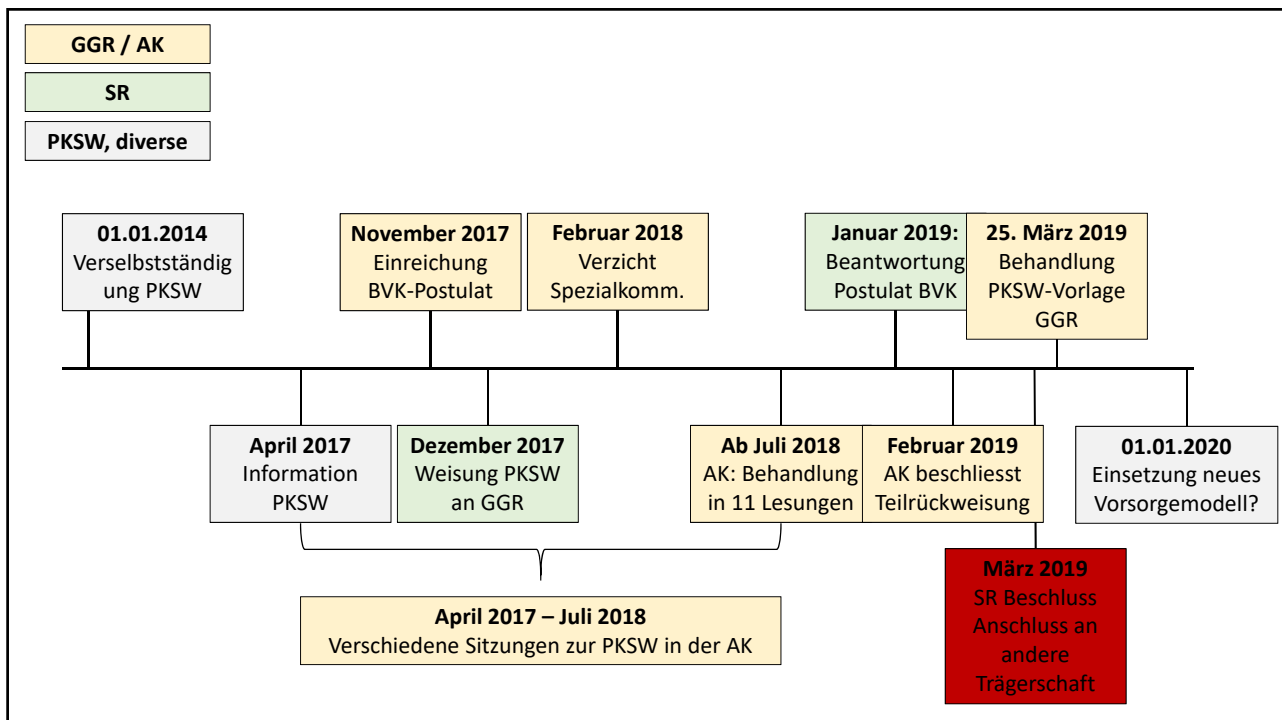 GGR / AK
SR
PKSW, diverse
01.01.2014
Verselbstständig
ung PKSW
November 2017
Einreichung
BVK-Postulat
Februar 2018
Verzicht
Spezialkomm.
Januar 2019:
Beantwortung
Postulat BVK
25. März 2019
Behandlung
PKSW-Vorlage
GGR
April 2017
Information
PKSW
Dezember 2017
Weisung PKSW
an GGR
Ab Juli 2018
AK: Behandlung
in 11 Lesungen
Februar 2019
AK beschliesst
Teilrückweisung
01.01.2020
Einsetzung neues
Vorsorgemodell?
April 2017 – Juli 2018
Verschiedene Sitzungen zur PKSW in der AK
März 2019
SR Beschluss
Anschluss an
andere
Trägerschaft